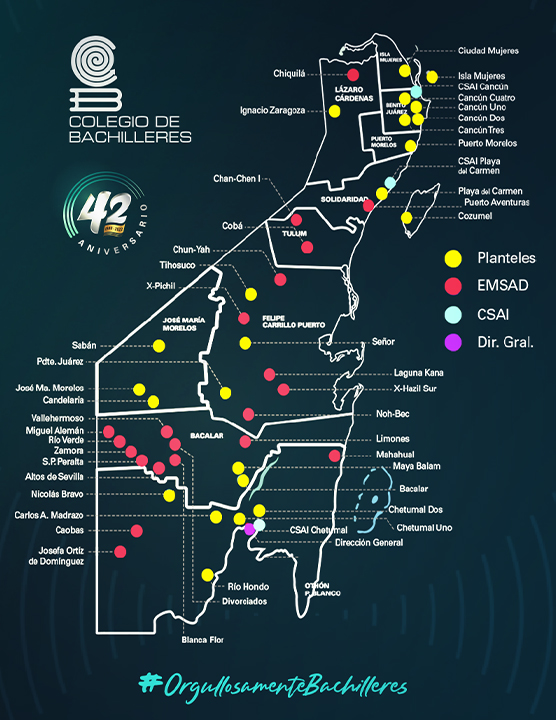 COLEGIO DE
BACHILLERES
42
1980 - 2022
ANIVERSARIO
Ciudad Mujeres
ISLA
MUJERES
Isla Mujeres
CSAI Cancún
Chiquilá
LÁZARO
CÁRDENAS
Cancún Cuatro
BENITO
JUÁREZ
Cancún Uno
Ignacio Zaragoza
Cancún Dos
Cancún Tres
PUERTO
MORELOS
Puerto Morelos
CSAI Playa
del Carmen
Chan-Chen I
Playa del Carmen
SOLIDARIDAD
Puerto Aventuras
Cozumel
Cobá
TULUM
Chun-Yah
Tihosuco
X-Pichil
Planteles
EMSAD
CSAI
Dir. Gral.
JOSÉ MARÍA
MORELOS
FELIPE
CARRILLO PUERTO
Sabán
Señor
Pdte. Juárez
Laguna Kana
José Ma. Morelos
X-Hazil Sur
Candelaria
Noh-Bec
Vallehermoso
Miguel Alemán
BACALAR
Río Verde
Limones
Zamora
Mahahual
S.P. Peralta
Maya Balam
Altos de Sevilla
Bacalar
Nicolás Bravo
Chetumal Dos
Carlos A. Madrazo
Chetumal Uno
Caobas
CSAI Chetumal
Dirección General
Josefa Ortiz
de Domínguez
Río Hondo
OTHÓN
P. BLANCO
Divorciados
Blanca Flor
#OrgullosamenteBachilleres